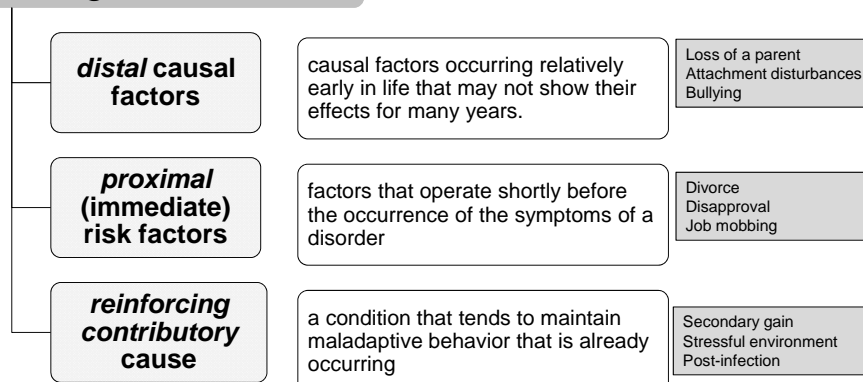 distal causal
factors
causal factors occurring relatively
early in life that may not show their
effects for many years.
Loss of a parent
Attachment disturbances
Bullying
proximal
(immediate)
risk factors
factors that operate shortly before
the occurrence of the symptoms of a
disorder
Divorce
Disapproval
Job mobbing
reinforcing
contributory
cause
a condition that tends to maintain
maladaptive behavior that is already
occurring
Secondary gain
Stressful environment
Post-infection